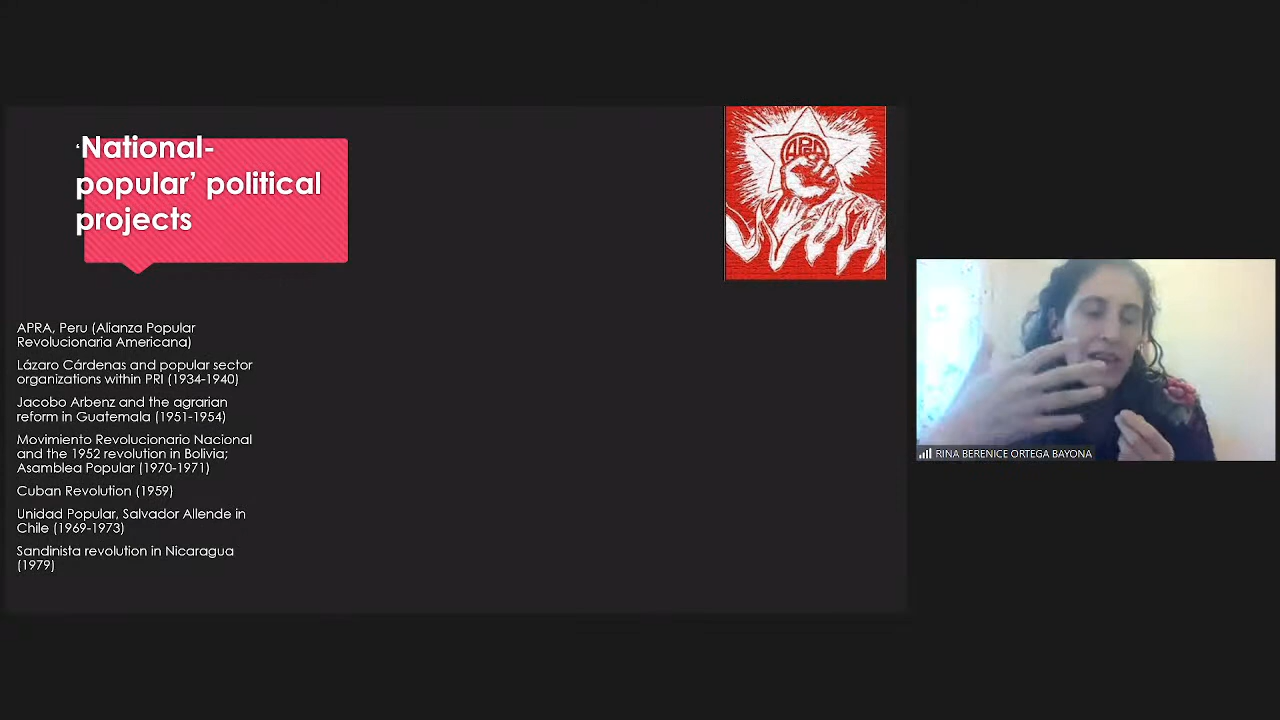 ‘National-
popular’ political
projects
APRA
APRA, Peru (Alianza Popular
Revolucionaria Americana)
Lázaro Cárdenas and popular sector
organizations within PRI (1934-1940)
Jacobo Arbenz and the agrarian
reform in Guatemala (1951-1954)
Movimiento Revolucionario Nacional
and the 1952 revolution in Bolivia;
Asamblea Popular (1970-1971)
Cuban Revolution (1959)
Unidad Popular, Salvador Allende in
Chile (1969-1973)
Sandinista revolution in Nicaragua
(1979)
RINA BERENICE ORTEGA BAYONA